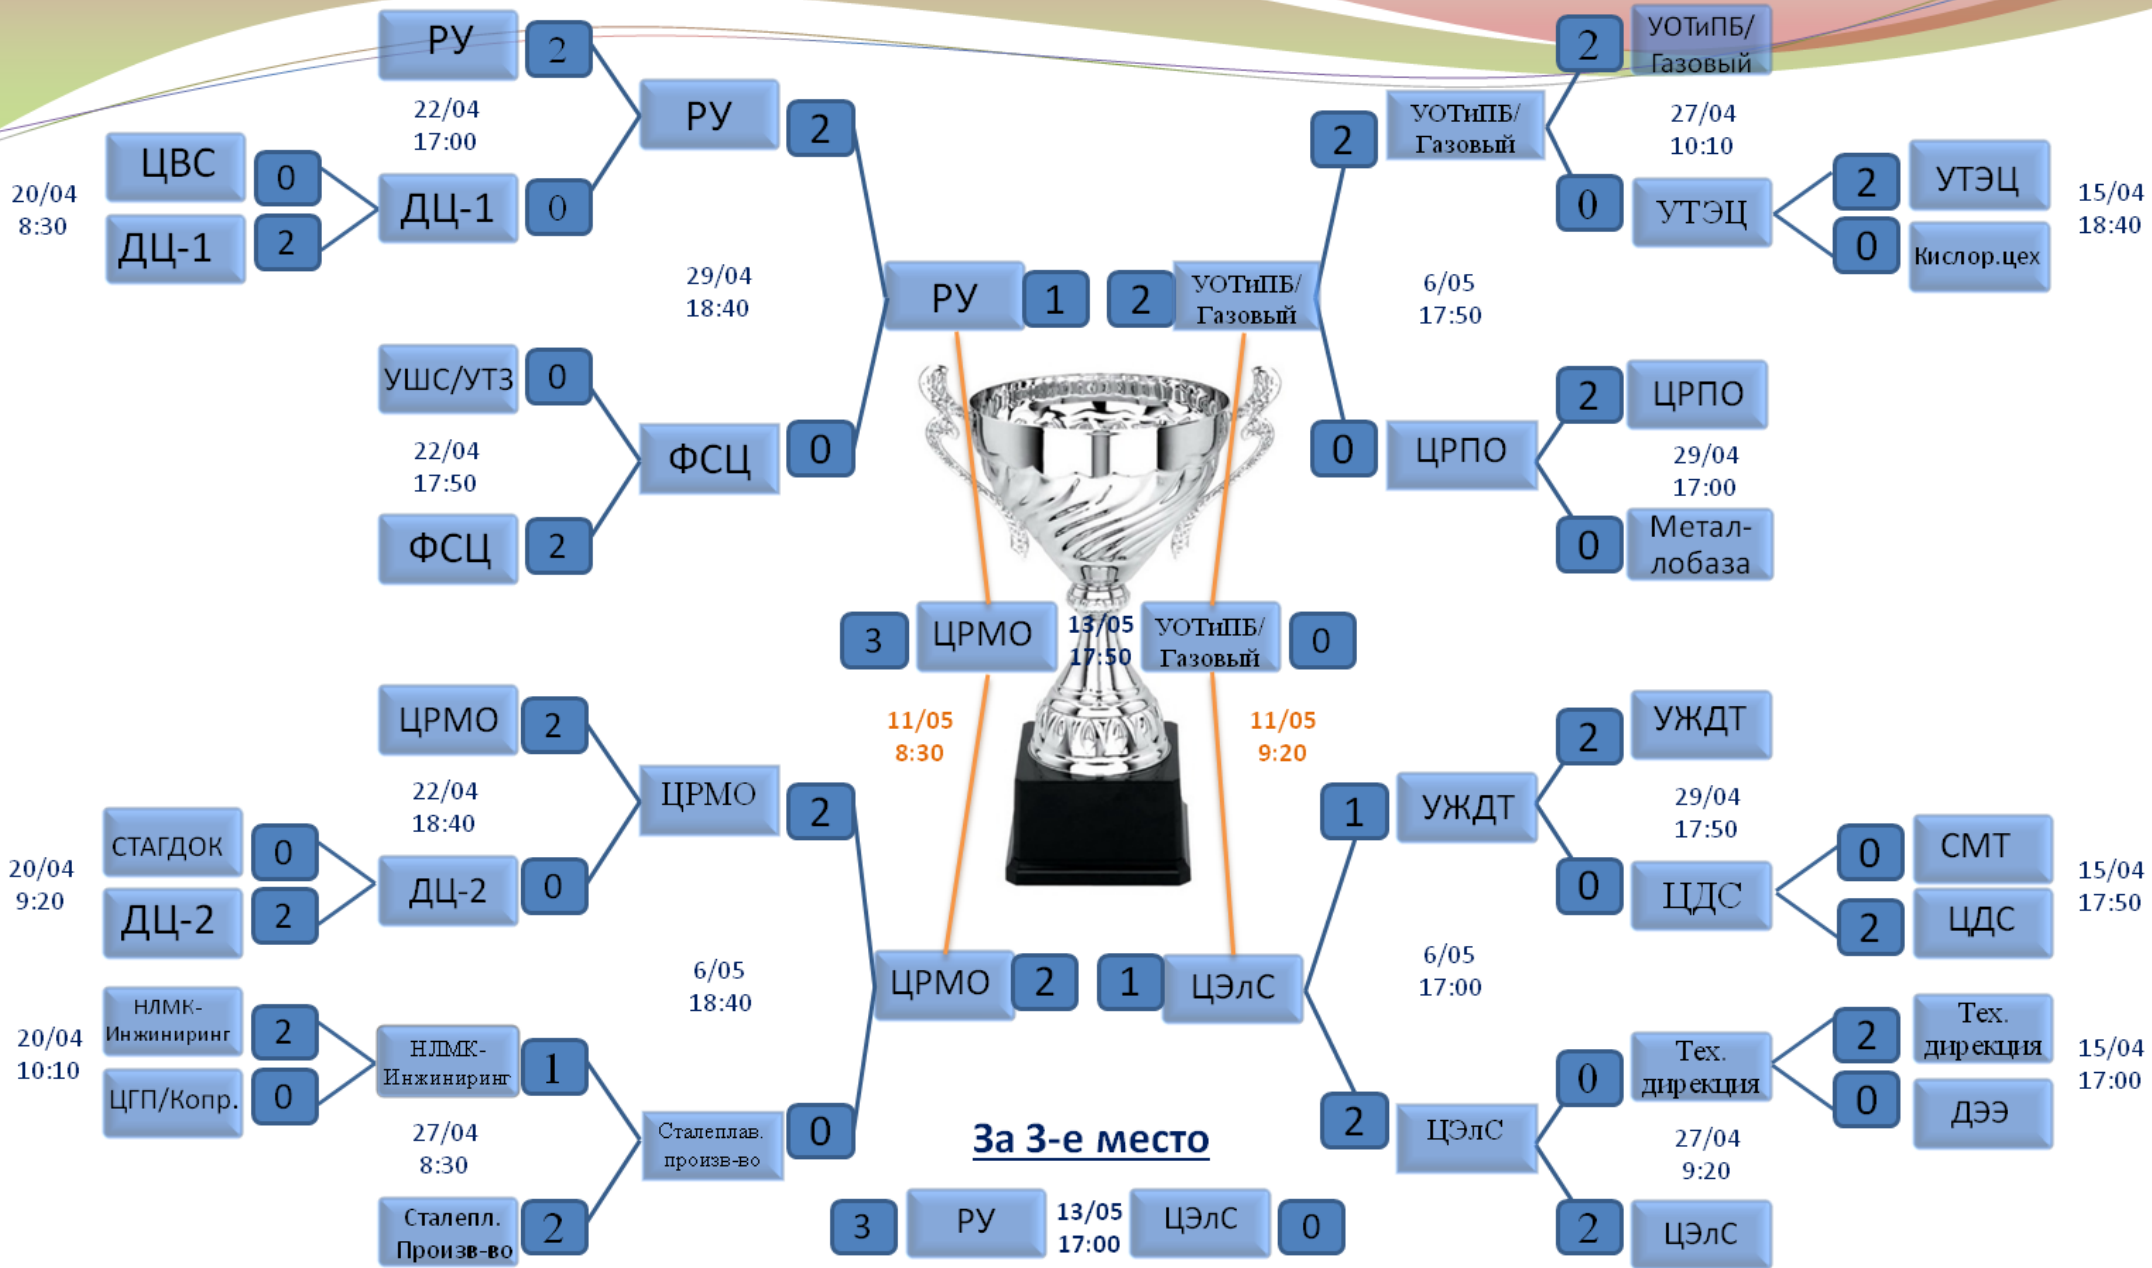 РУ
2
22/04
17:00
ЦВС
0
20/04
8:30
ДЦ-1
2
ДЦ-1
0
РУ
2
29/04
18:40
УШС/УТЗ
0
22/04
17:50
ФСЦ
2
ФСЦ
0
РУ
1
2
УОТиПБ/
Газовый
2
УОТиПБ/
Газовый
2
УОТиПБ/
Газовый
27/04
10:10
0
УТЭЦ
2
УТЭЦ
15/04
18:40
0
Кислор.цех
6/05
17:50
0
ЦРПО
2
ЦРПО
29/04
17:00
0
Метал-
лобаза
3
ЦРМО
13/05
17:50
УОТиПБ/
Газовый
0
11/05
8:30
11/05
9:20
ЦРМО
2
22/04
18:40
СТАГДОК
0
20/04
9:20
ДЦ-2
2
ДЦ-2
0
ЦРМО
2
6/05
18:40
НЛМК-
Инжиниринг
2
20/04
10:10
ЦГП/Копр.
0
НЛМК-
Инжиниринг
1
27/04
8:30
Сталепл.
Произв-во
2
Сталеплав.
произв-во
0
ЦРМО
2
1
ЦЭлС
1
УЖДТ
2
УЖДТ
29/04
17:50
0
ЦДС
0
СМТ
15/04
17:50
2
ЦДС
6/05
17:00
2
ЦЭлС
0
Тех.
дирекция
2
Тех.
дирекция
15/04
17:00
0
ДЭЭ
27/04
9:20
2
ЦЭлС
За 3-е место
3
РУ
13/05
17:00
ЦЭлС
0